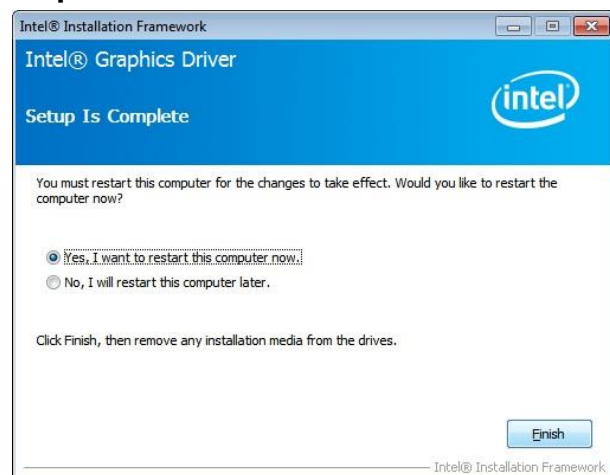 Intel® Installation Framework
Intel® Graphics Driver
intel
Setup Is Complete
You must restart this computer for the changes to take effect. Would you like to restart the
computer now?
Yes, I want to restart this computer now.
No, I will restart this computer later.
Click Finish, then remove any installation media from the drives.
Finish
Intel® Installation Framework